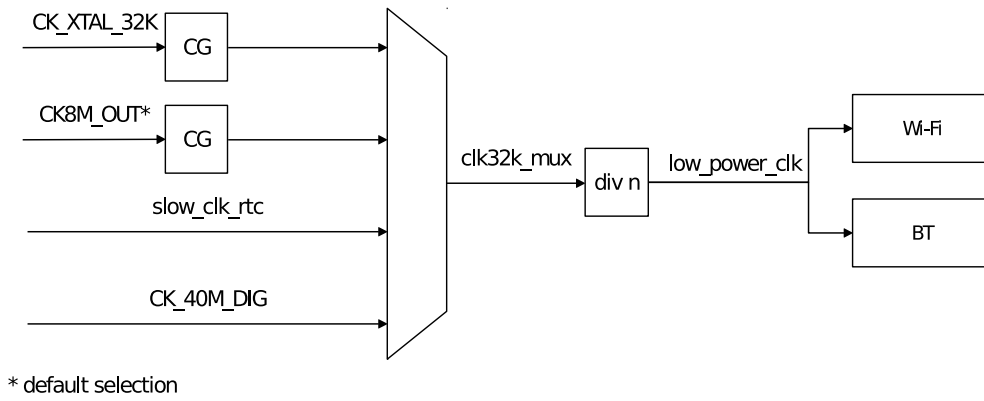 CK_XTAL_32K
CG
CK8M_OUT*
CG
slow_clk_rtc
CK_40M_DIG
clk32k_mux
div n
low_power_clk
Wi-Fi
BT
* default selection